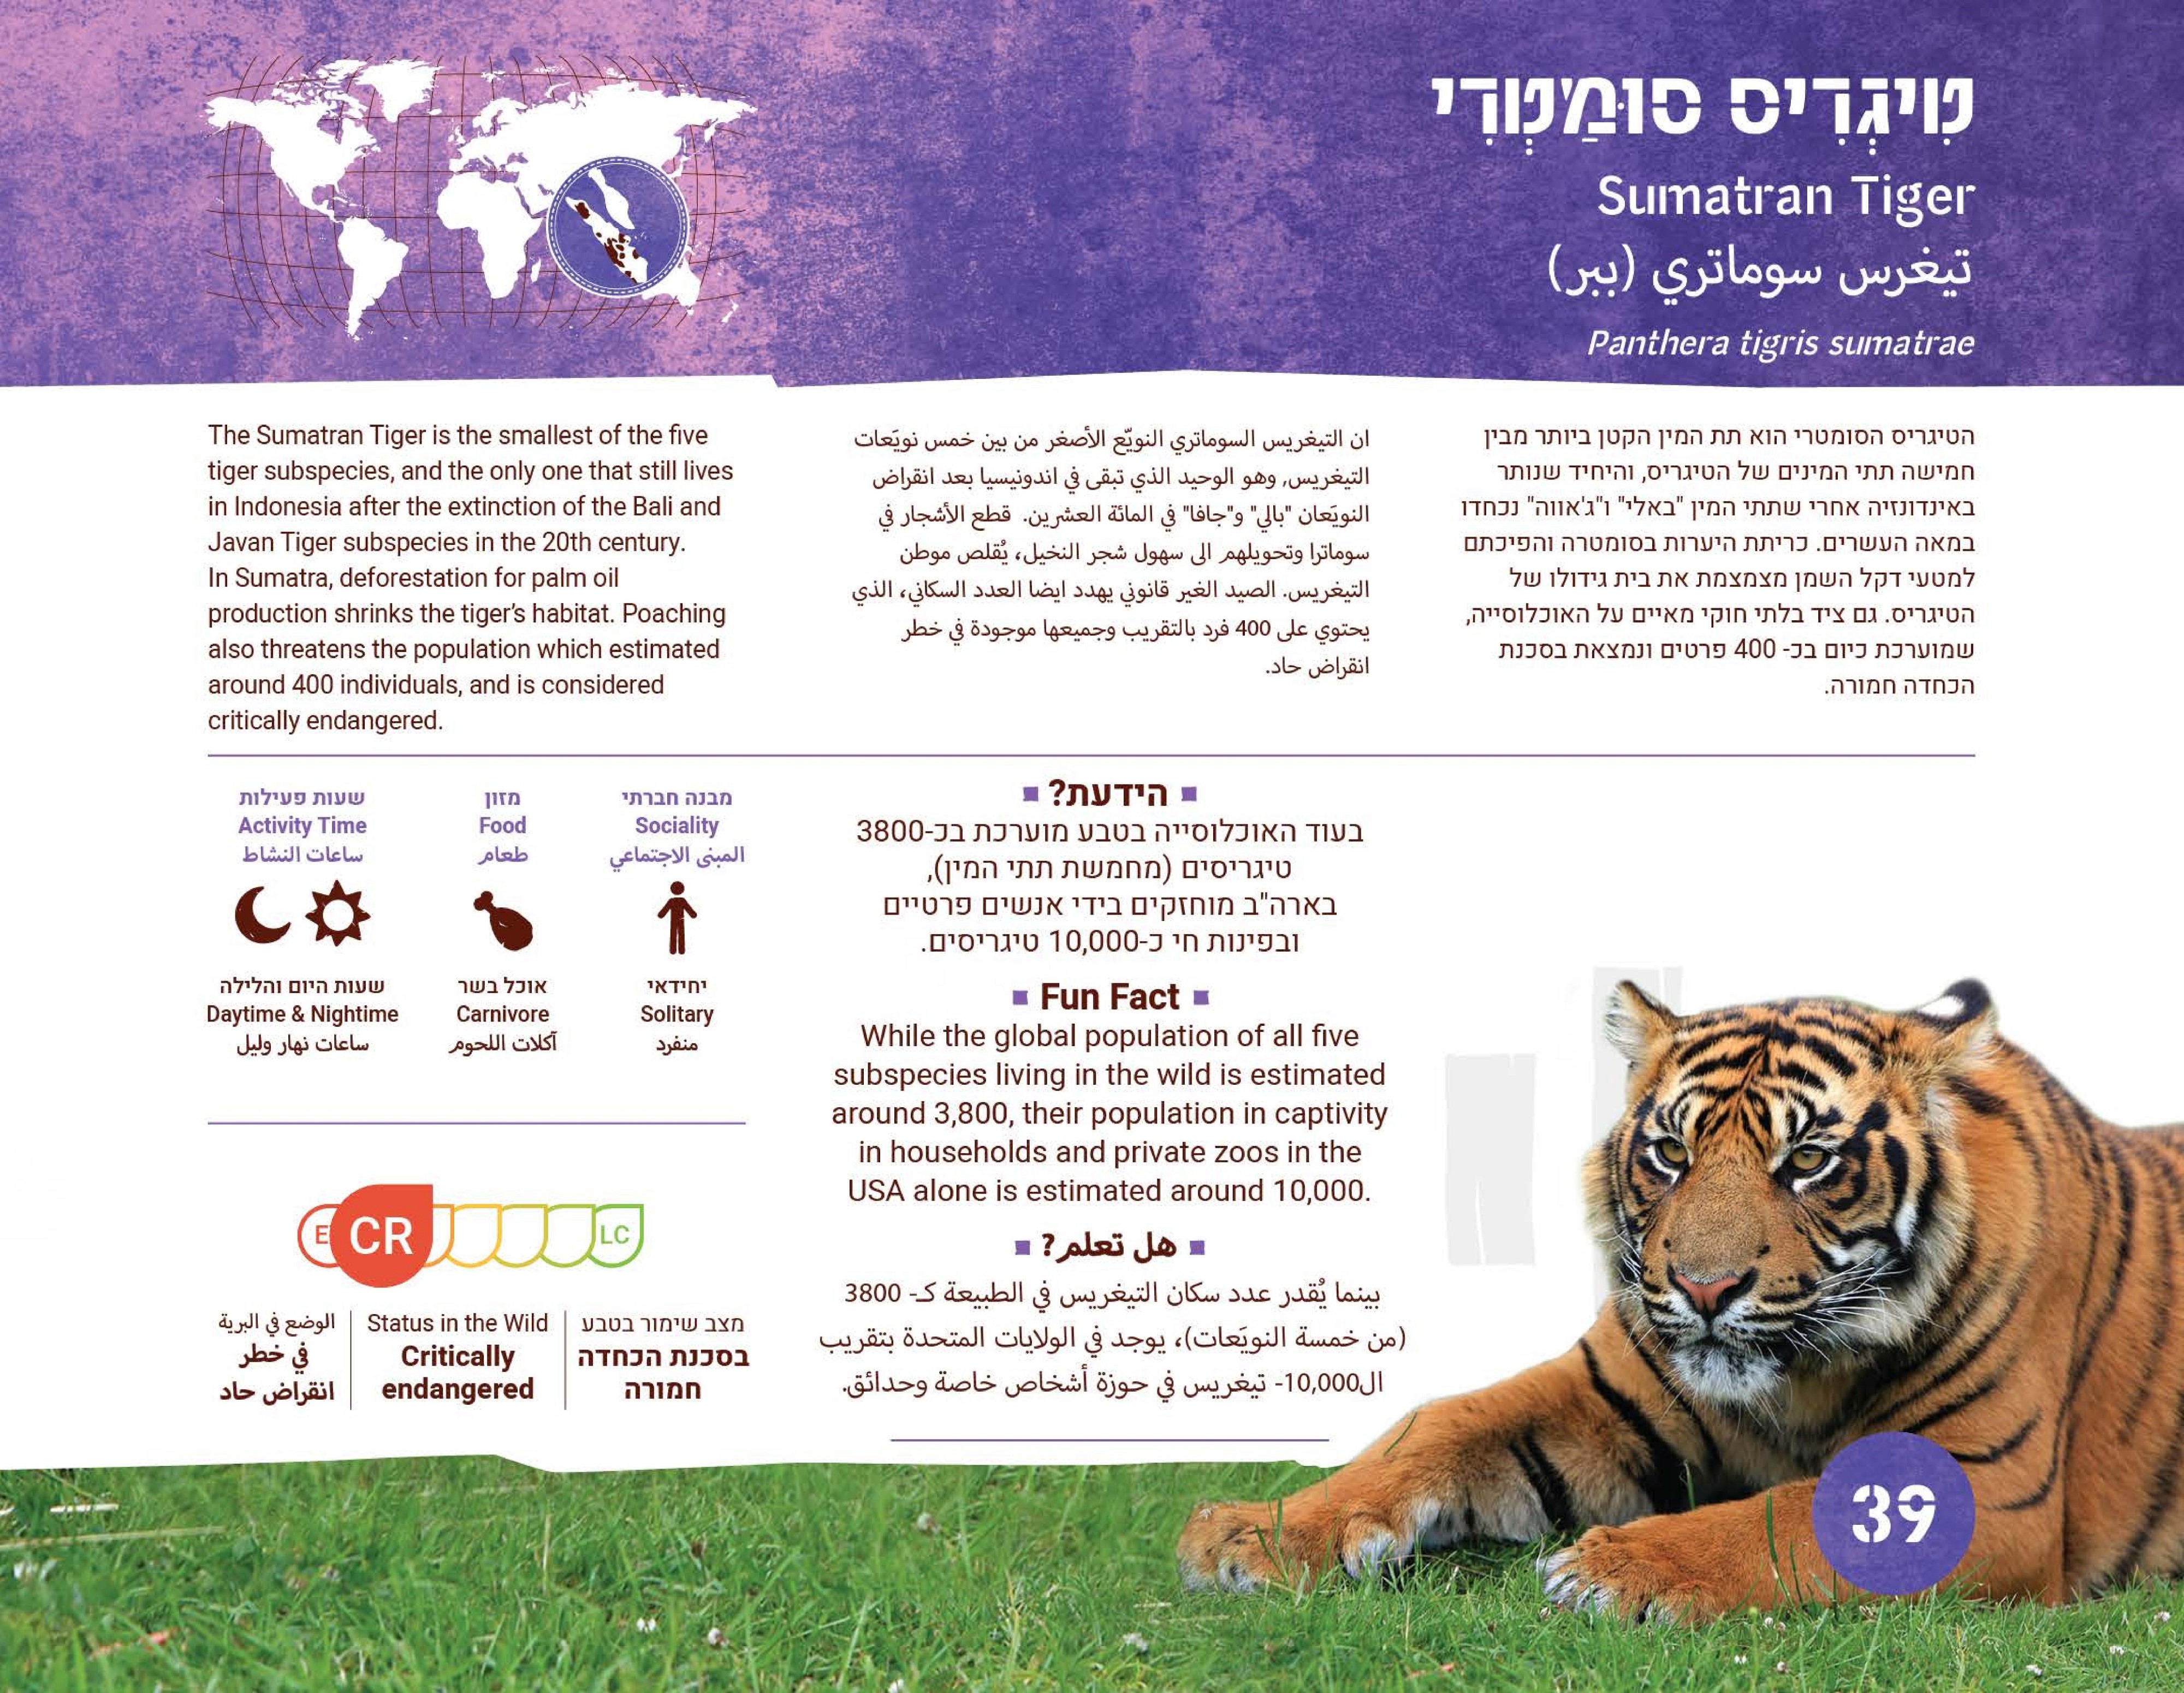 טִיגְרִיס סוּמַטְרִי
Sumatran Tiger
تيغرس سوماتري (ببر)
Panthera tigris sumatrae
The Sumatran Tiger is the smallest of the five
tiger subspecies, and the only one that still lives
in Indonesia after the extinction of the Bali and
Javan Tiger subspecies in the 20th century.
In Sumatra, deforestation for palm oil
production shrinks the tiger's habitat. Poaching
also threatens the population which estimated
around 400 individuals, and is considered
critically endangered.
ان التيغريس السوماتري النويّع الأصغر من بين خمس نويَعات
التيغريس, وهو الوحيد الذي تبقى في اندونيسيا بعد انقراض
النويَعان "بالي" و"جافا" في المائة العشرين. قطع الأشجار في
سوماترا وتحويلهم الى سهول شجر النخيل، يُقلص موطن
التيغريس. الصيد الغير قانوني يهدد ايضا العدد السكاني، الذي
يحتوي على 400 فرد بالتقريب وجميعها موجودة في خطر
انقراض حاد.
הטיגריס הסומטרי הוא תת המין הקטן ביותר מבין
חמישה תתי המינים של הטיגריס, והיחיד שנותר
באינדונזיה אחרי שתתי המין "באלי" ו"ג'אווה" נכחדו
במאה העשרים. כריתת היערות בסומטרה והפיכתם
למטעי דקל השמן מצמצמת את בית גידולו של
הטיגריס. גם ציד בלתי חוקי מאיים על האוכלוסייה,
שמוערכת כיום בכ- 400 פרטים ונמצאת בסכנת
הכחדה חמורה.
שעות פעילות
Activity Time
ساعات النشاط
שעות היום והלילה
Daytime & Nightime
ساعات نهار وليل
מזון
Food
طعام
אוכל בשר
Carnivore
آكلات اللحوم
מבנה חברתי
Sociality
المبنى الاجتماعي
יחידאי
Solitary
منفرد
הידעת?
בעוד האוכלוסייה בטבע מוערכת בכ-3800
טיגריסים (מחמשת תתי המין),
בארה"ב מוחזקים בידי אנשים פרטיים
ובפינות חי כ-10,000 טיגריסים.
Fun Fact
While the global population of all five
subspecies living in the wild is estimated
around 3,800, their population in captivity
in households and private zoos in the
USA alone is estimated around 10,000.
هل تعلم؟
بينما يُقدر عدد سكان التيغريس في الطبيعة كـ- 3800
(من خمسة النويَعات)، يوجد في الولايات المتحدة بتقريب
ال10,000- تيغريس في حوزة أشخاص خاصة وحدائق.
E CR LC
الوضع في البرية
في خطر
انقراض حاد
Status in the Wild
Critically
endangered
מצב שימור בטבע
בסכנת הכחדה
חמורה
39